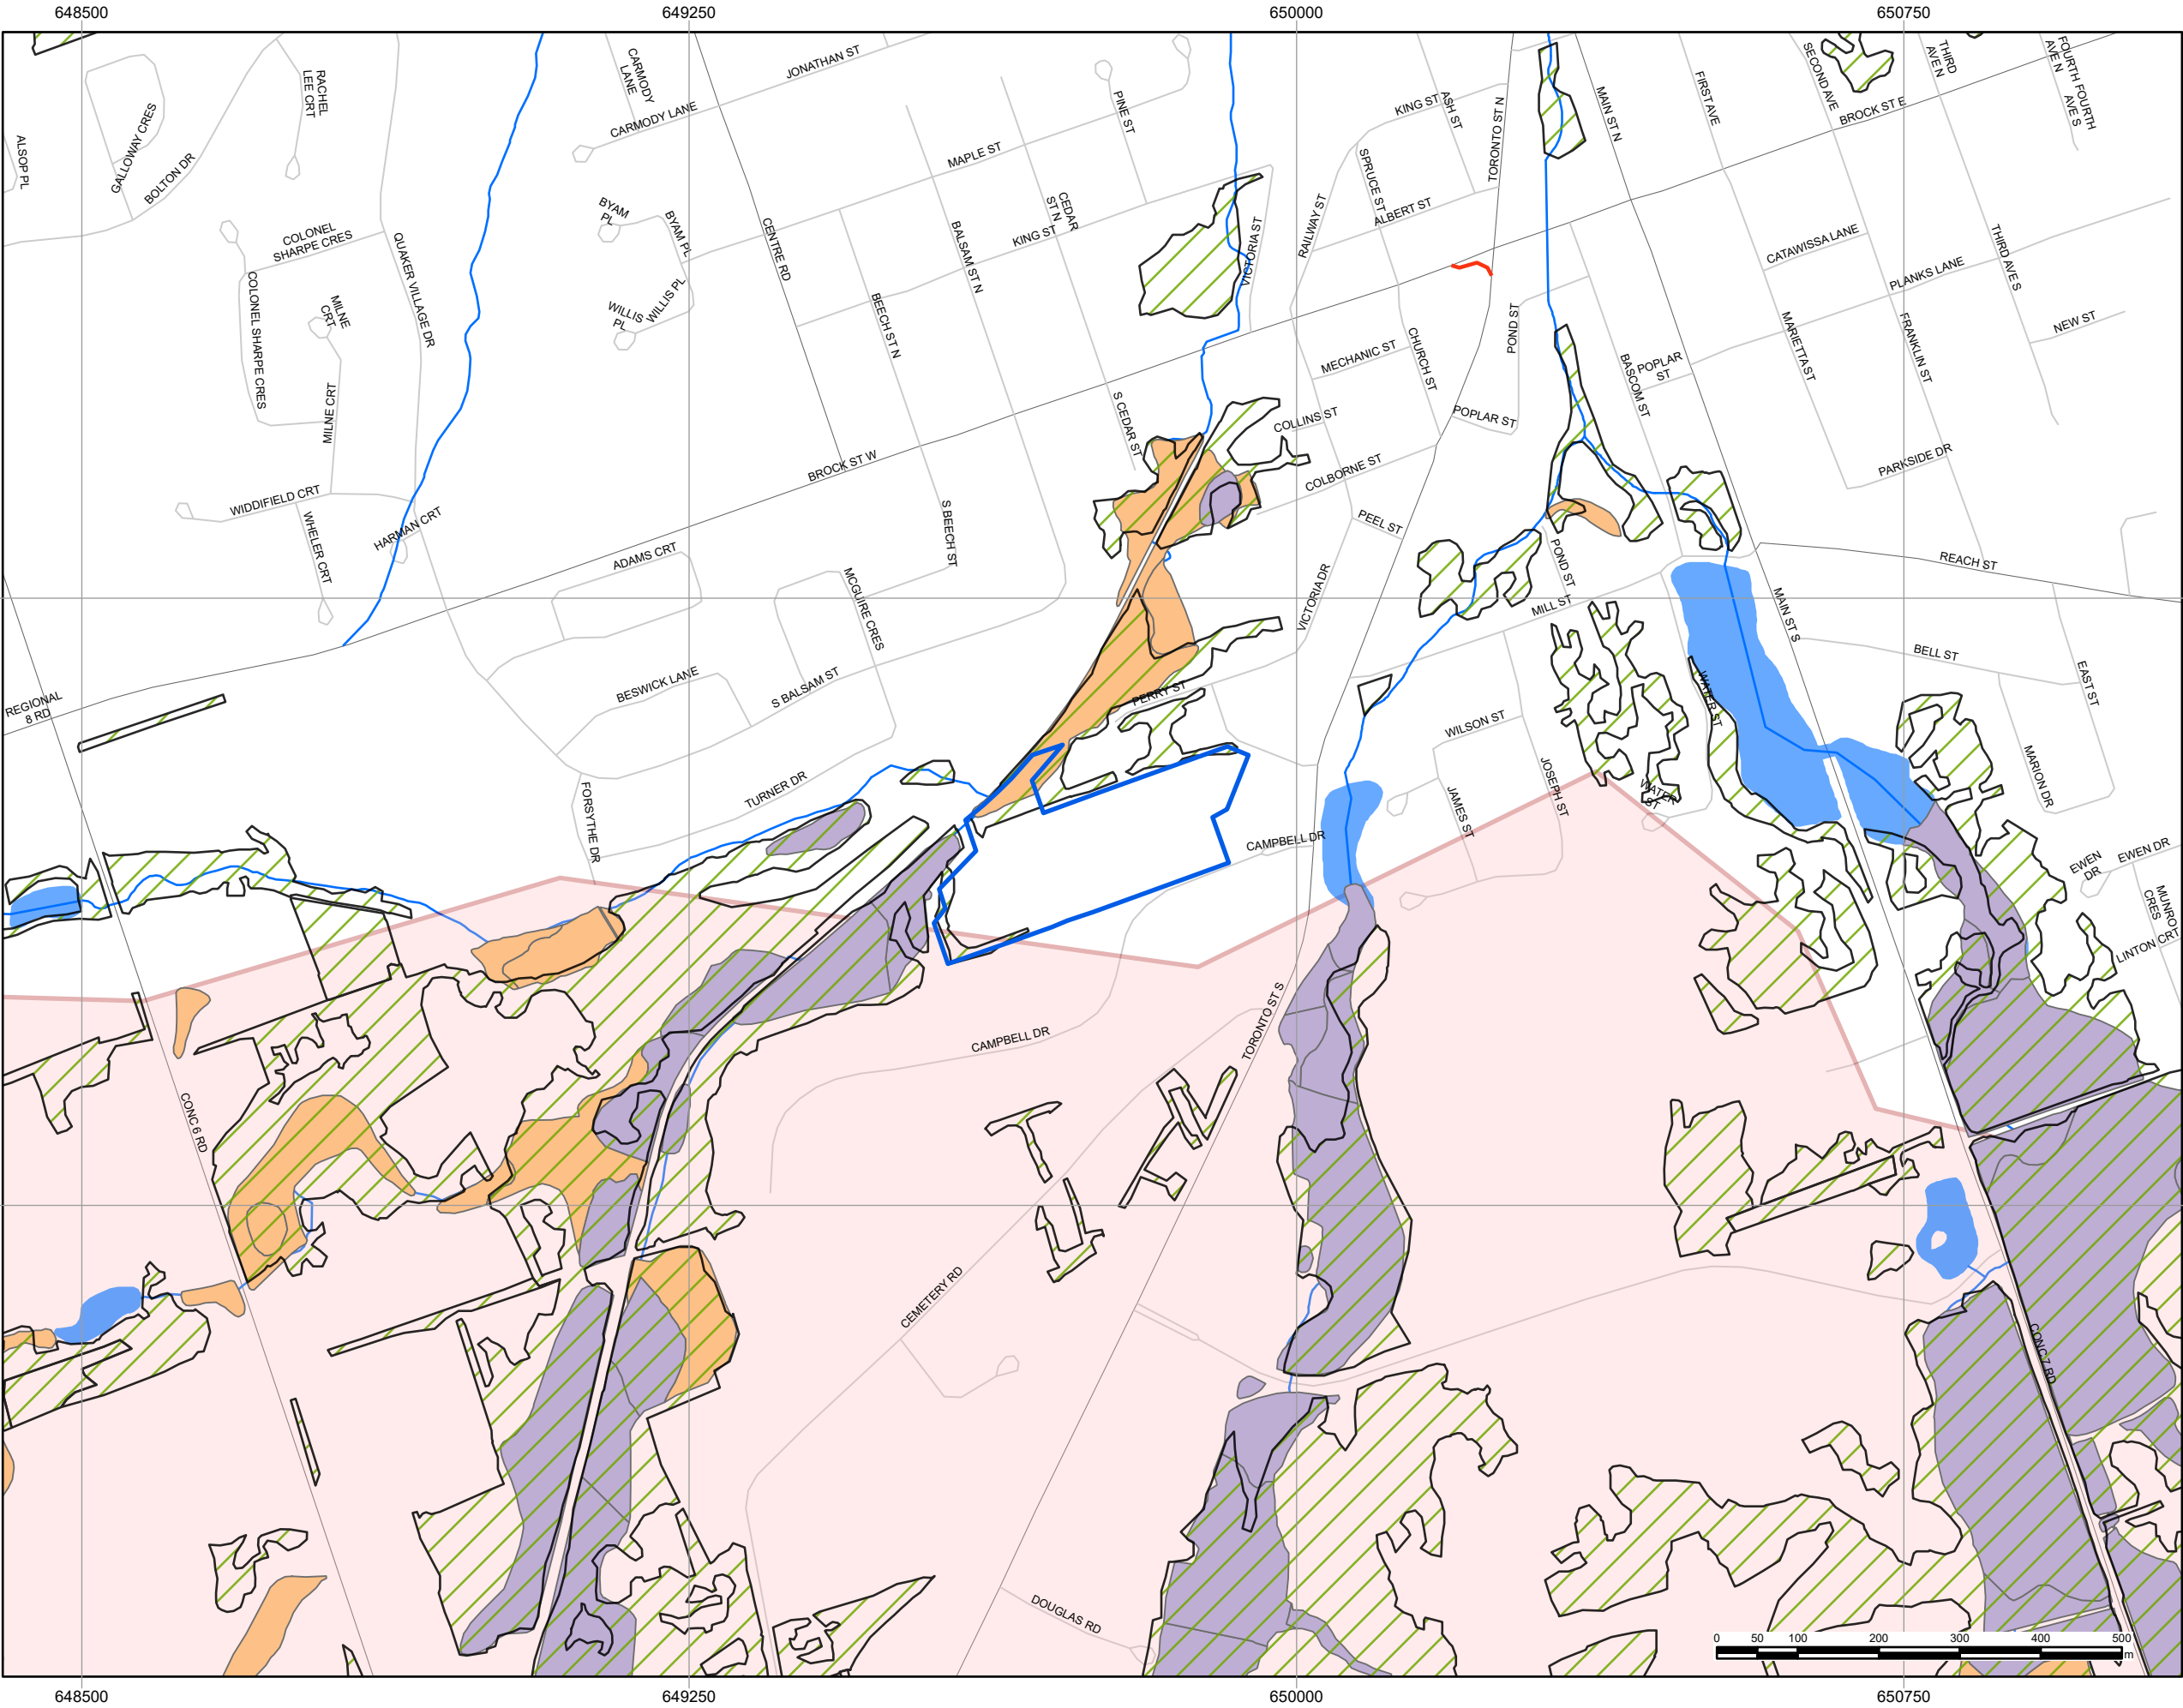 648500
649250
650000
650750
ALSOP PL
GALLOWAY CRES
BOLTON DR
RACHEL
LEE CRT
CARMODY
LANE
CARMODY LANE
JONATHAN ST
PINE ST
MAPLE ST
KING ST
ASH ST
TORONTO ST N
MAIN ST N
FIRST AVE
SECOND AVE
THIRD
AVE N
FOURTH FOURTH
AVE N
AVE S
BROCK ST E
COLONEL
SHARPE CRES
QUAKER VILLAGE DR
BYAM
PL
BYAM PL
CENTRE RD
BALSAM ST N
CEDAR
ST N
KING ST
VICTORIA ST
RAILWAY ST
SPRUCE ST
ALBERT ST
CATAWISSA LANE
THIRD AVE S
PLANKS LANE
COLONEL SHARPE CRES
MILNE
CRT
WILLIS
PL
WILLIS PL
BEECH ST N
MECHANIC ST
CHURCH ST
POND ST
BASCOM ST
POPLAR
ST
MARIETTA ST
FRANKLIN ST
NEW ST
MILNE CRT
S CEDAR ST
COLLINS ST
POPLAR ST
BROCK ST W
COLBORNE ST
PARKSIDE DR
WIDDIFIELD CRT
WHELER CRT
HARMAN CRT
ADAMS CRT
S BEECH ST
PEEL ST
POND ST
REACH ST
MCGUIRE CRES
VICTORIA DR
MILL ST
MAIN ST S
BELL ST
EAST ST
REGIONAL
8 RD
BESWICK LANE
S BALSAM ST
PERRY ST
WILSON ST
WATER ST
FORSYTHE DR
TURNER DR
CAMPBELL DR
JAMES ST
JOSEPH ST
WATER
ST
MARION DR
EWEN
DR
EWEN DR
MUNRO
CRES
LINTON CRT
CAMPBELL DR
TORONTO ST S
CONC 6 RD
CEMETERY RD
CONC 7 RD
DOUGLAS RD
0 50 100 200 300 400 500
m
648500
649250
650000
650750